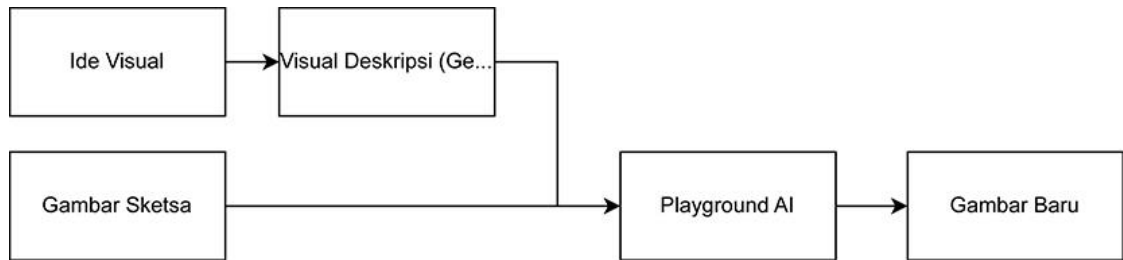 Ide Visual
Visual Deskripsi (Ge...
Gambar Sketsa
Playground AI
Gambar Baru